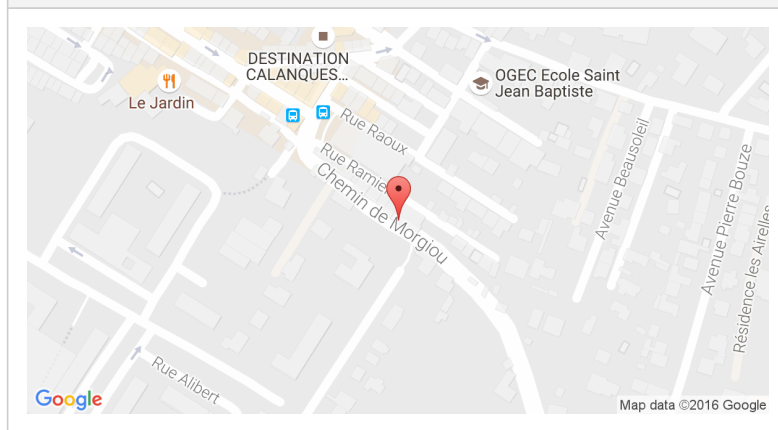 DESTINATION
CALANQUES...
OGEC Ecole Saint
Jean Baptiste
Le Jardin
Rue Raoux
Rue Ramie
Chemin de Morgiou
Avenue Beausoleil
Avenue Pierre Bouze
Résidence les Airelles
Rue Alibert
Google
Map data ©2016 Google